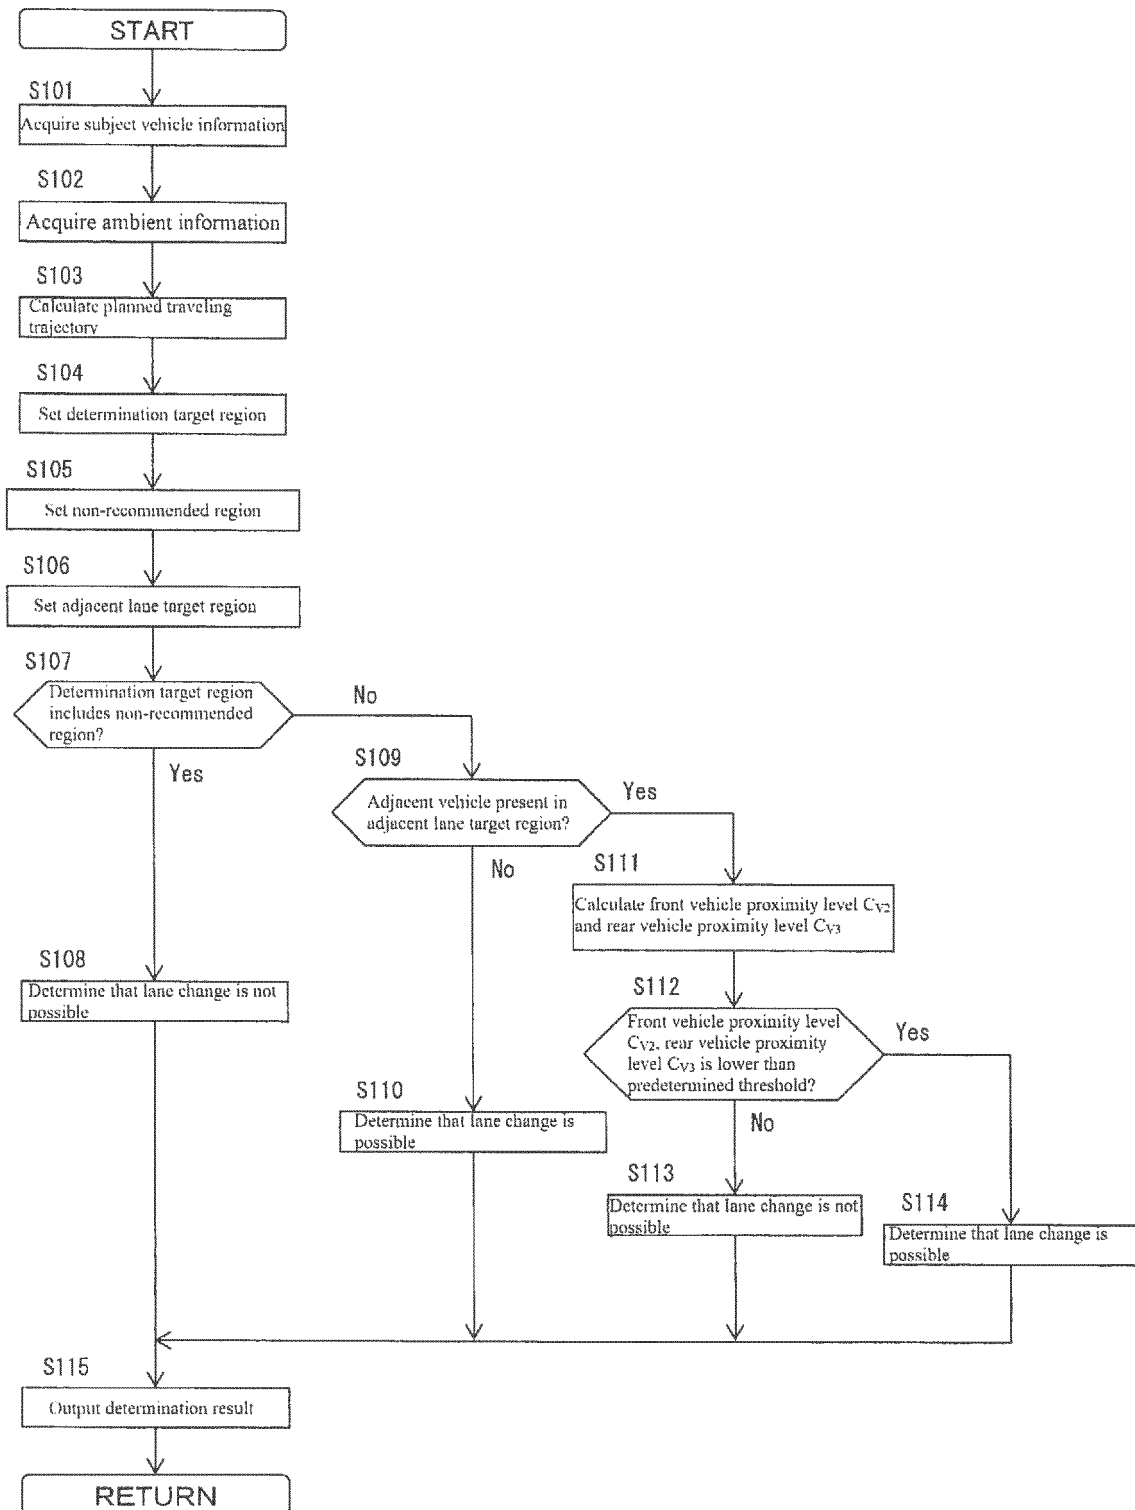 START
S101
Acquire subject vehicle information
S102
Acquire ambient information
S103
Calculate planned traveling
trajectory
S104
Set determination target region
S105
Set non-recommended region
S106
Set adjacent lane target region
S107
Determination target region
includes non-recommended
region?
No
Yes
S109
Adjacent vehicle present in
adjacent lane target region?
Yes
No
S111
Calculate front vehicle proximity level CV2
and rear vehicle proximity level CV3
S108
Determine that lane change is not
possible
S112
Front vehicle proximity level
CV2, rear vehicle proximity
level CV3 is lower than
predetermined threshold?
Yes
No
S110
Determine that lane change is
possible
S113
Determine that lane change is not
possible
S114
Determine that lane change is
possible
S115
Output determination result
RETURN